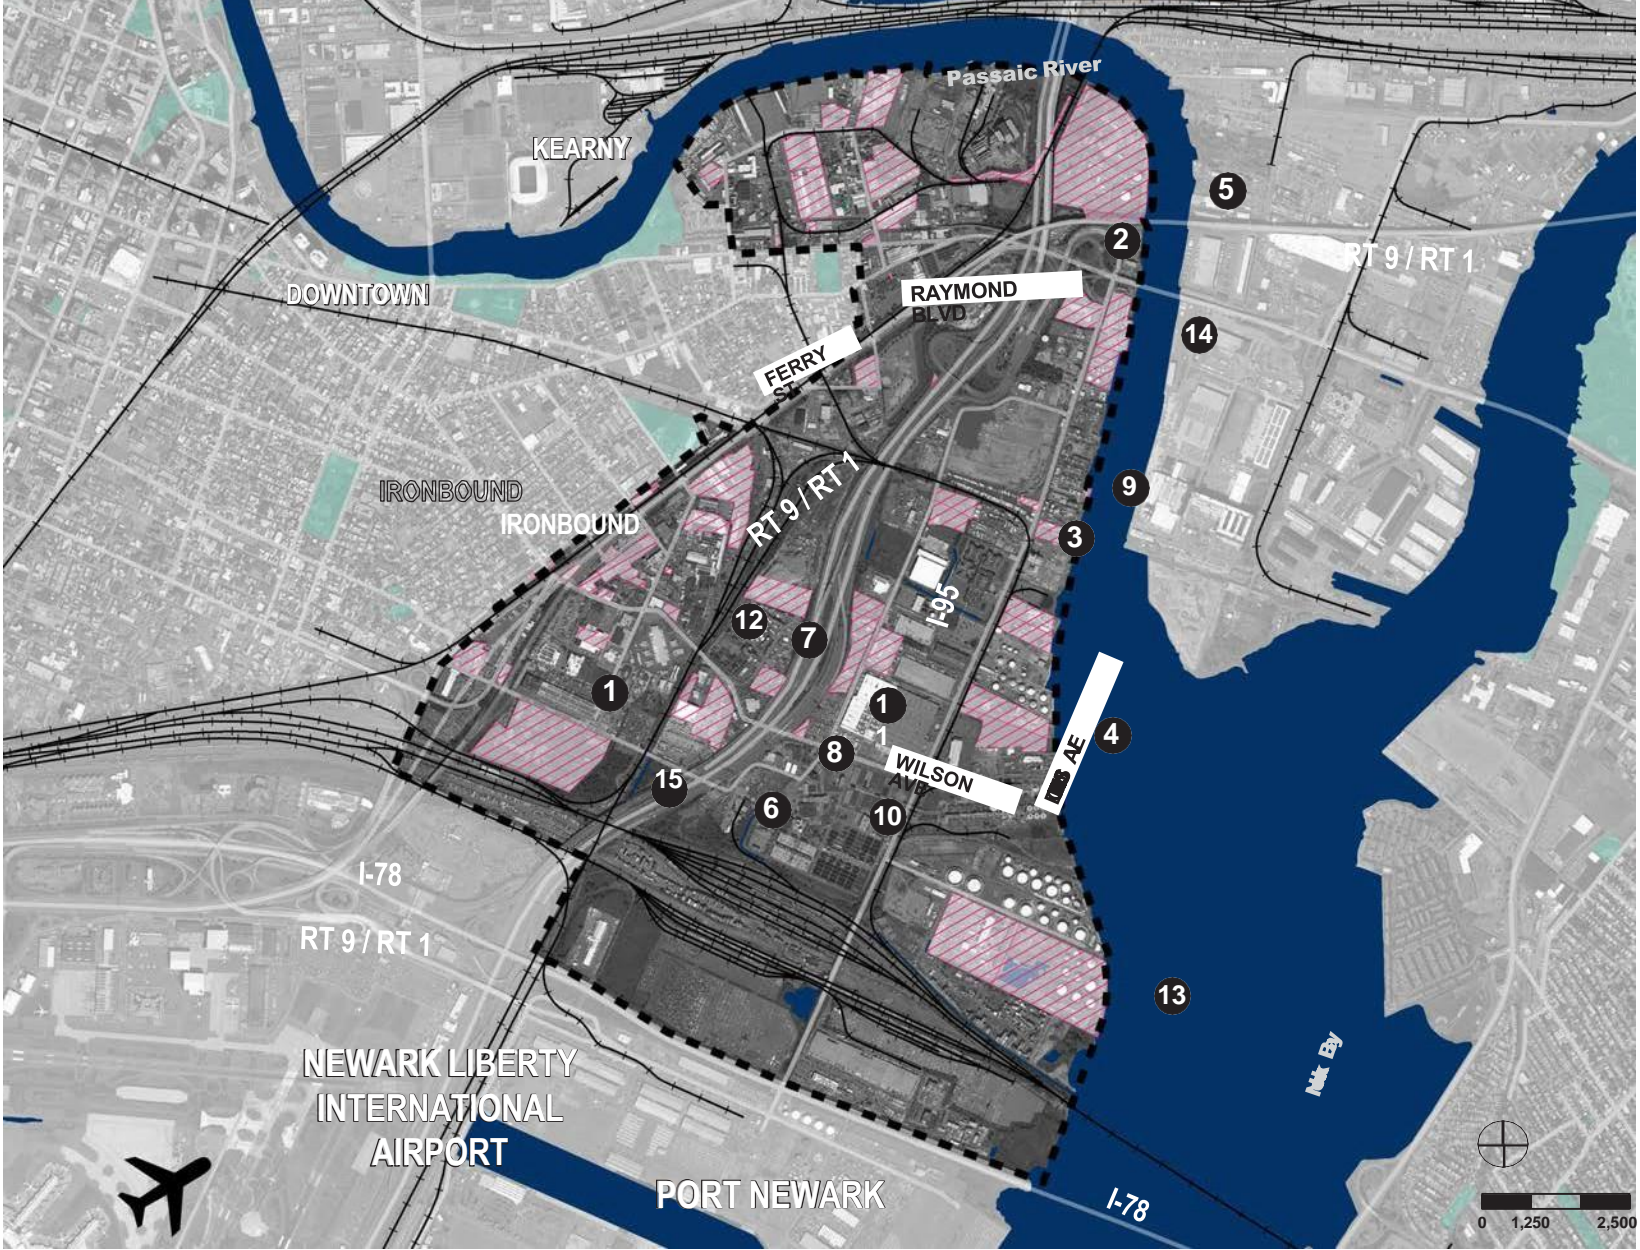 Passaic River
KEARNY
5
2
RT 9 / RT 1
DOWNTOWN
RAYMOND
BLVD
14
FERRY
ST
RT 9 / RT 1
IRONBOUND
IRONBOUND
9
3
I-95
12
7
1
1
1
4
8
WILSON
AVE
15
6
10
I-78
RT 9 / RT 1
13
NEWARK LIBERTY
INTERNATIONAL
AIRPORT
PORT NEWARK
I-78
0 1,250 2,500